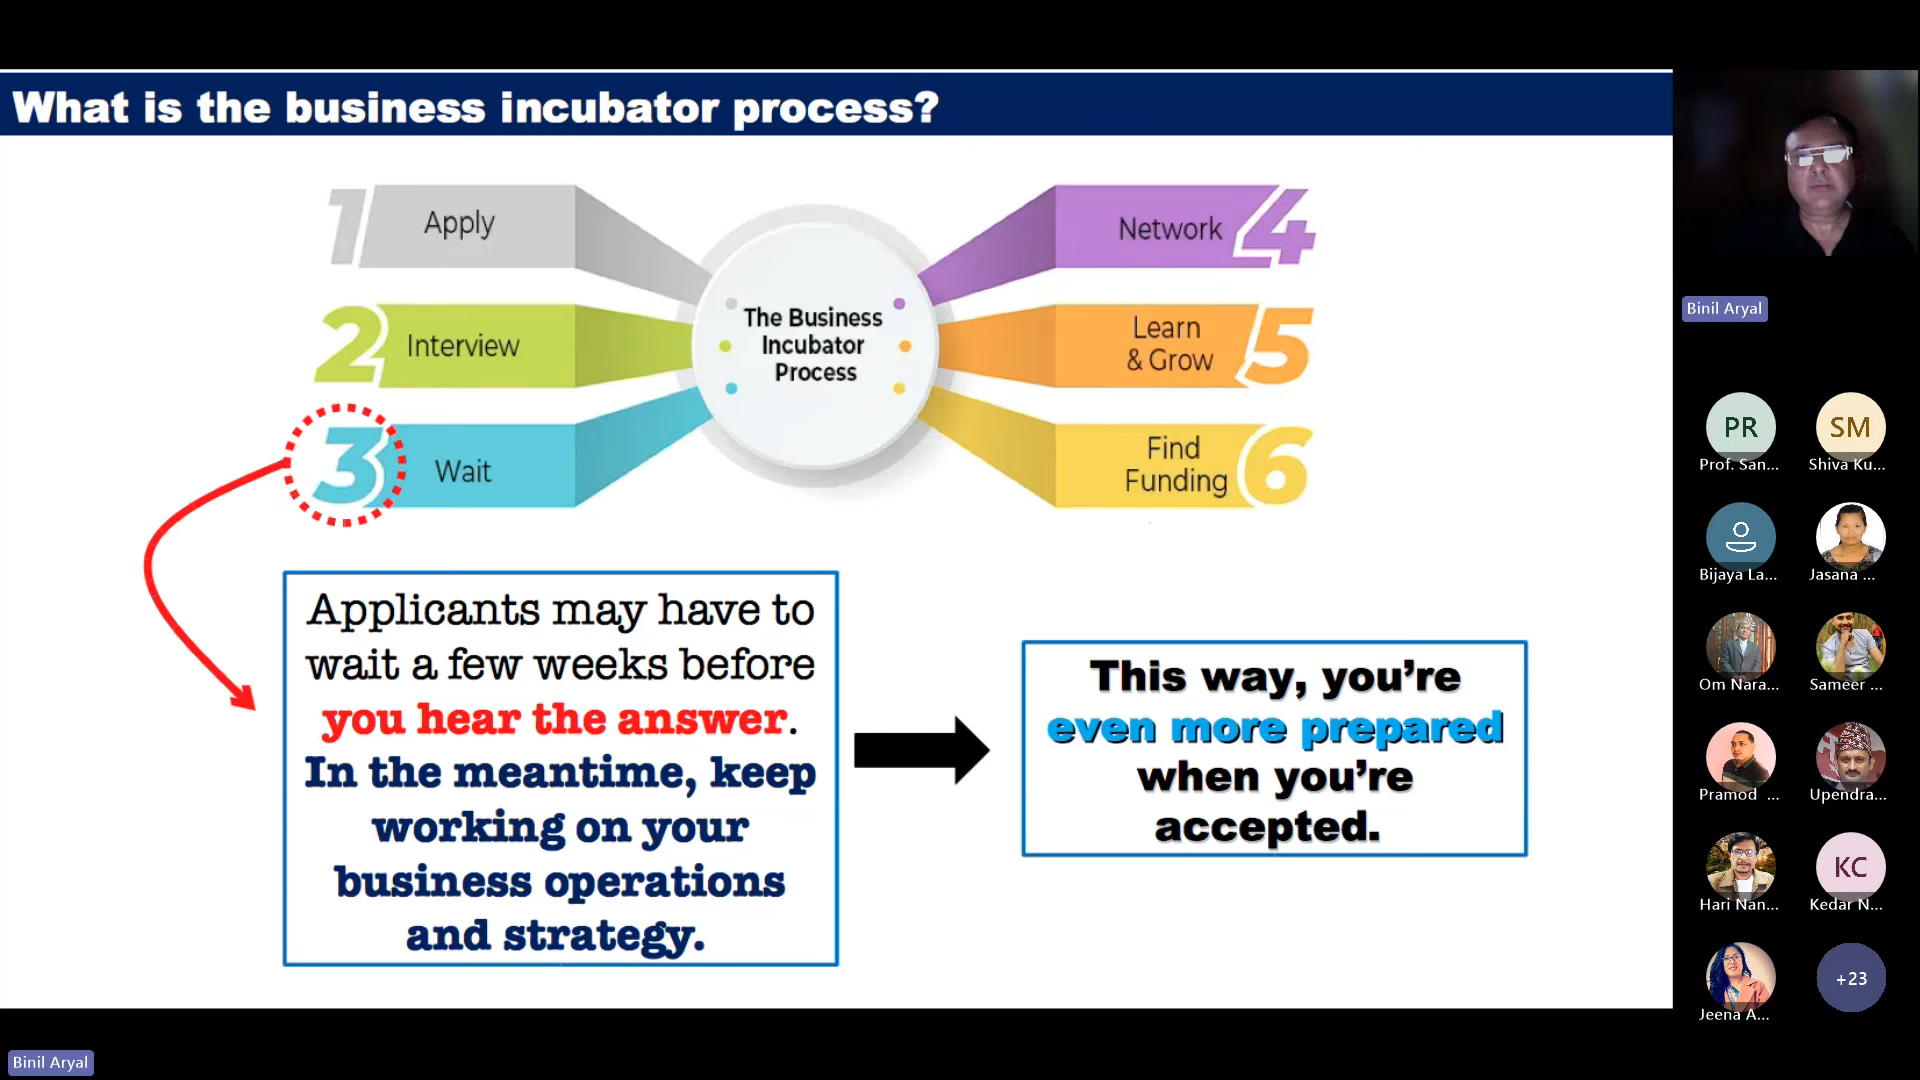 What is the business incubator process?
1
Apply
2
Interview
3
Wait
The Business
Incubator
Process
Network
4
Learn
& Grow
5
Find
Funding
6
Applicants may have to
wait a few weeks before
you hear the answer.
In the meantime, keep
working on your
business operations
and strategy.
This way, you’re
even more prepared
when you’re
accepted.
Binil Aryal
PR
Prof. San...
SM
Shiva Ku...
Bijaya La...
Jasana ...
Om Nara...
Sameer ...
Pramod ...
Upendra...
Hari Nan...
KC
Kedar N...
Jeena A...
+23
Binil Aryal